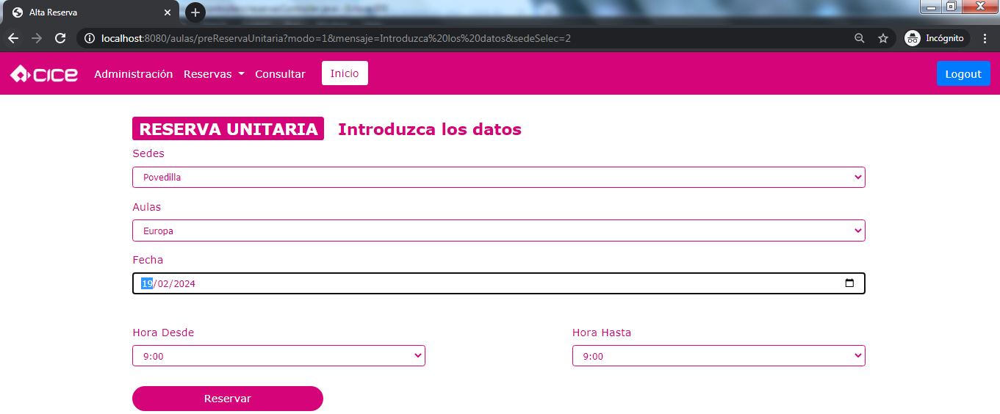 Alta Reserva
localhost:8080/aulas/preReservaUnitaria?modo=1&mensaje=Introduzca%20los%20datos&sedeSelec=2
Incógnito
CICE Administración Reservas Consultar Inicio Logout
RESERVA UNITARIA Introduzca los datos
Sedes
Povedilla
Aulas
Europa
Fecha
19/02/2024
Hora Desde Hora Hasta
9:00 9:00
Reservar